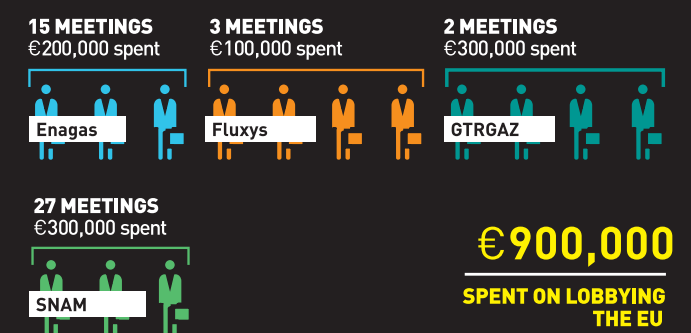 15 MEETINGS
€200,000 spent
Enagas
3 MEETINGS
€100,000 spent
Fluxys
2 MEETINGS
€300,000 spent
GTRGAZ
27 MEETINGS
€300,000 spent
SNAM
€900,000
SPENT ON LOBBYING
THE EU